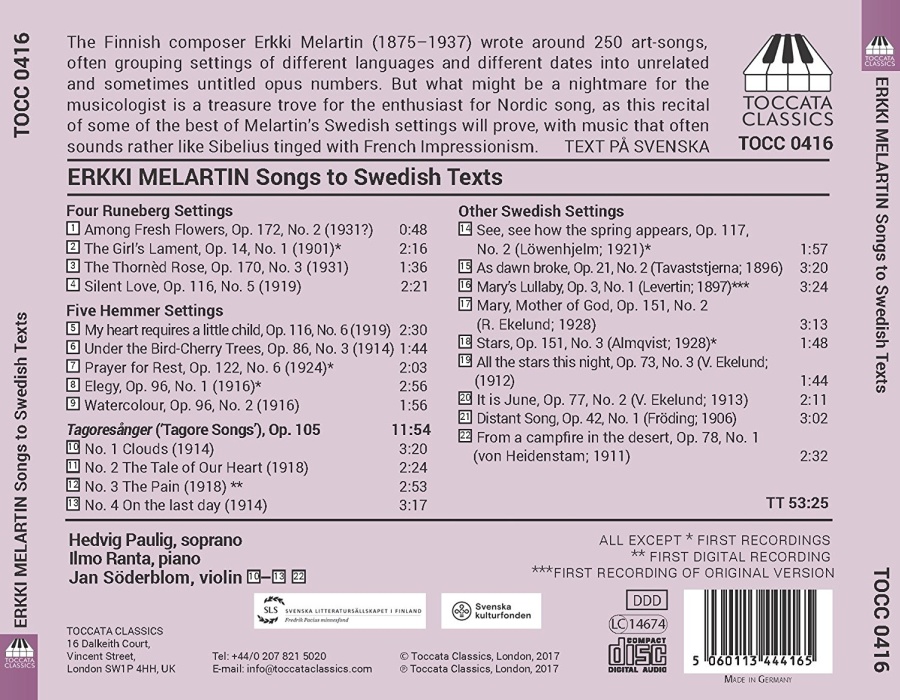 TOCC 0416
ERKKI MELARTIN Songs to Swedish Texts
TOCCATA CLASSICS
The Finnish composer Erkki Melartin (1875–1937) wrote around 250 art-songs,
often grouping settings of different languages and different dates into unrelated
and sometimes untitled opus numbers. But what might be a nightmare for the
musicologist is a treasure trove for the enthusiast for Nordic song, as this recital
of some of the best of Melartin's Swedish settings will prove, with music that often
sounds rather like Sibelius tinged with French Impressionism. TEXT PÅ SVENSKA
TOCCATA
CLASSICS
TOCC 0416
ERKKI MELARTIN Songs to Swedish Texts
Four Runeberg Settings
1 Among Fresh Flowers, Op. 172, No. 2 (1931?) 0:48
2 The Girl's Lament, Op. 14, No. 1 (1901)* 2:16
3 The Thornèd Rose, Op. 170, No. 3 (1931) 1:36
4 Silent Love, Op. 116, No. 5 (1919) 2:21
Five Hemmer Settings
5 My heart requires a little child, Op. 116, No. 6 (1919) 2:30
6 Under the Bird-Cherry Trees, Op. 86, No. 3 (1914) 1:44
7 Prayer for Rest, Op. 122, No. 6 (1924)* 2:03
8 Elegy, Op. 96, No. 1 (1916)* 2:56
9 Watercolour, Op. 96, No. 2 (1916) 1:56
Tagoresånger ('Tagore Songs'), Op. 105 11:54
10 No. 1 Clouds (1914) 3:20
11 No. 2 The Tale of Our Heart (1918) 2:24
12 No. 3 The Pain (1918) ** 2:53
13 No. 4 On the last day (1914) 3:17
Other Swedish Settings
14 See, see how the spring appears, Op. 117,
No. 2 (Löwenhjelm; 1921)* 1:57
15 As dawn broke, Op. 21, No. 2 (Tavaststjerna; 1896) 3:20
16 Mary's Lullaby, Op. 3, No. 1 (Levertin; 1897)*** 3:24
17 Mary, Mother of God, Op. 151, No. 2
(R. Ekelund; 1928) 3:13
18 Stars, Op. 151, No. 3 (Almqvist; 1928)* 1:48
19 All the stars this night, Op. 73, No. 3 (V. Ekelund;
(1912) 1:44
20 It is June, Op. 77, No. 2 (V. Ekelund; 1913) 2:11
21 Distant Song, Op. 42, No. 1 (Fröding; 1906) 3:02
22 From a campfire in the desert, Op. 78, No. 1
(von Heidenstam; 1911) 2:32
TT 53:25
Hedvig Paulig, soprano
Ilmo Ranta, piano
Jan Söderblom, violin 10–13 22
ALL EXCEPT * FIRST RECORDINGS
** FIRST DIGITAL RECORDING
***FIRST RECORDING OF ORIGINAL VERSION
SLS SVENSKA LITTERATURSÄLLSKAPET I FINLAND
Fredrik Pacius minnesfond
Svenska
kulturfonden
TOCCATA CLASSICS
16 Dalkeith Court,
Vincent Street,
London SW1P 4HH, UK
Tel: +44/0 207 821 5020
E-mail: info@toccataclassics.com
© Toccata Classics, London, 2017
℗ Toccata Classics, London, 2017
DDD
LC 14674
COMPACT
disc
DIGITAL AUDIO
5 060113 444165
MADE IN GERMANY
TOCCATA CLASSICS
ERKKI MELARTIN Songs to Swedish Texts
TOCC 0416